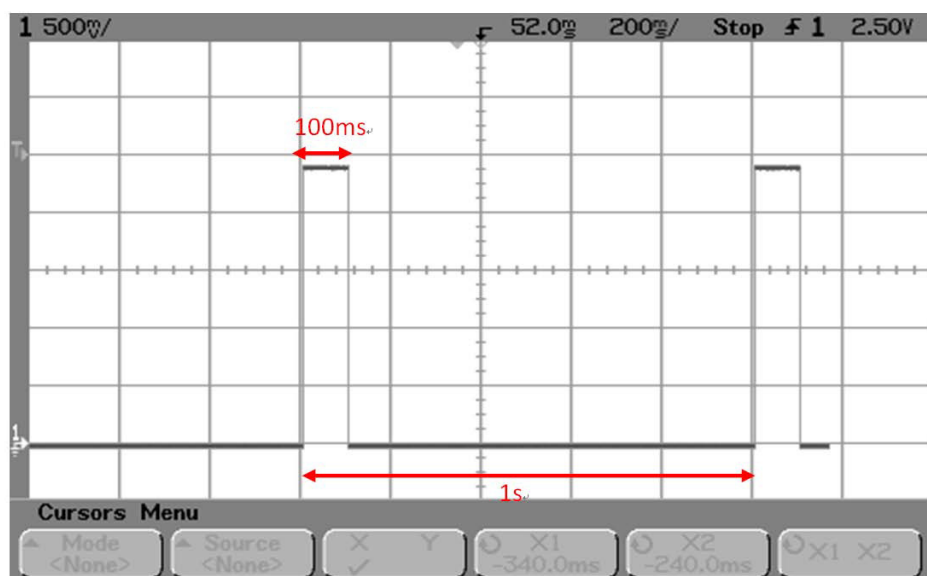 1 500mV/ 52.0ms 200ms/ Stop 1 2.50V
100ms
T
1
1s
Cursors Menu
Mode Source X Y X1 X2 X1 X2
<None> <None> -340.0ms -240.0ms